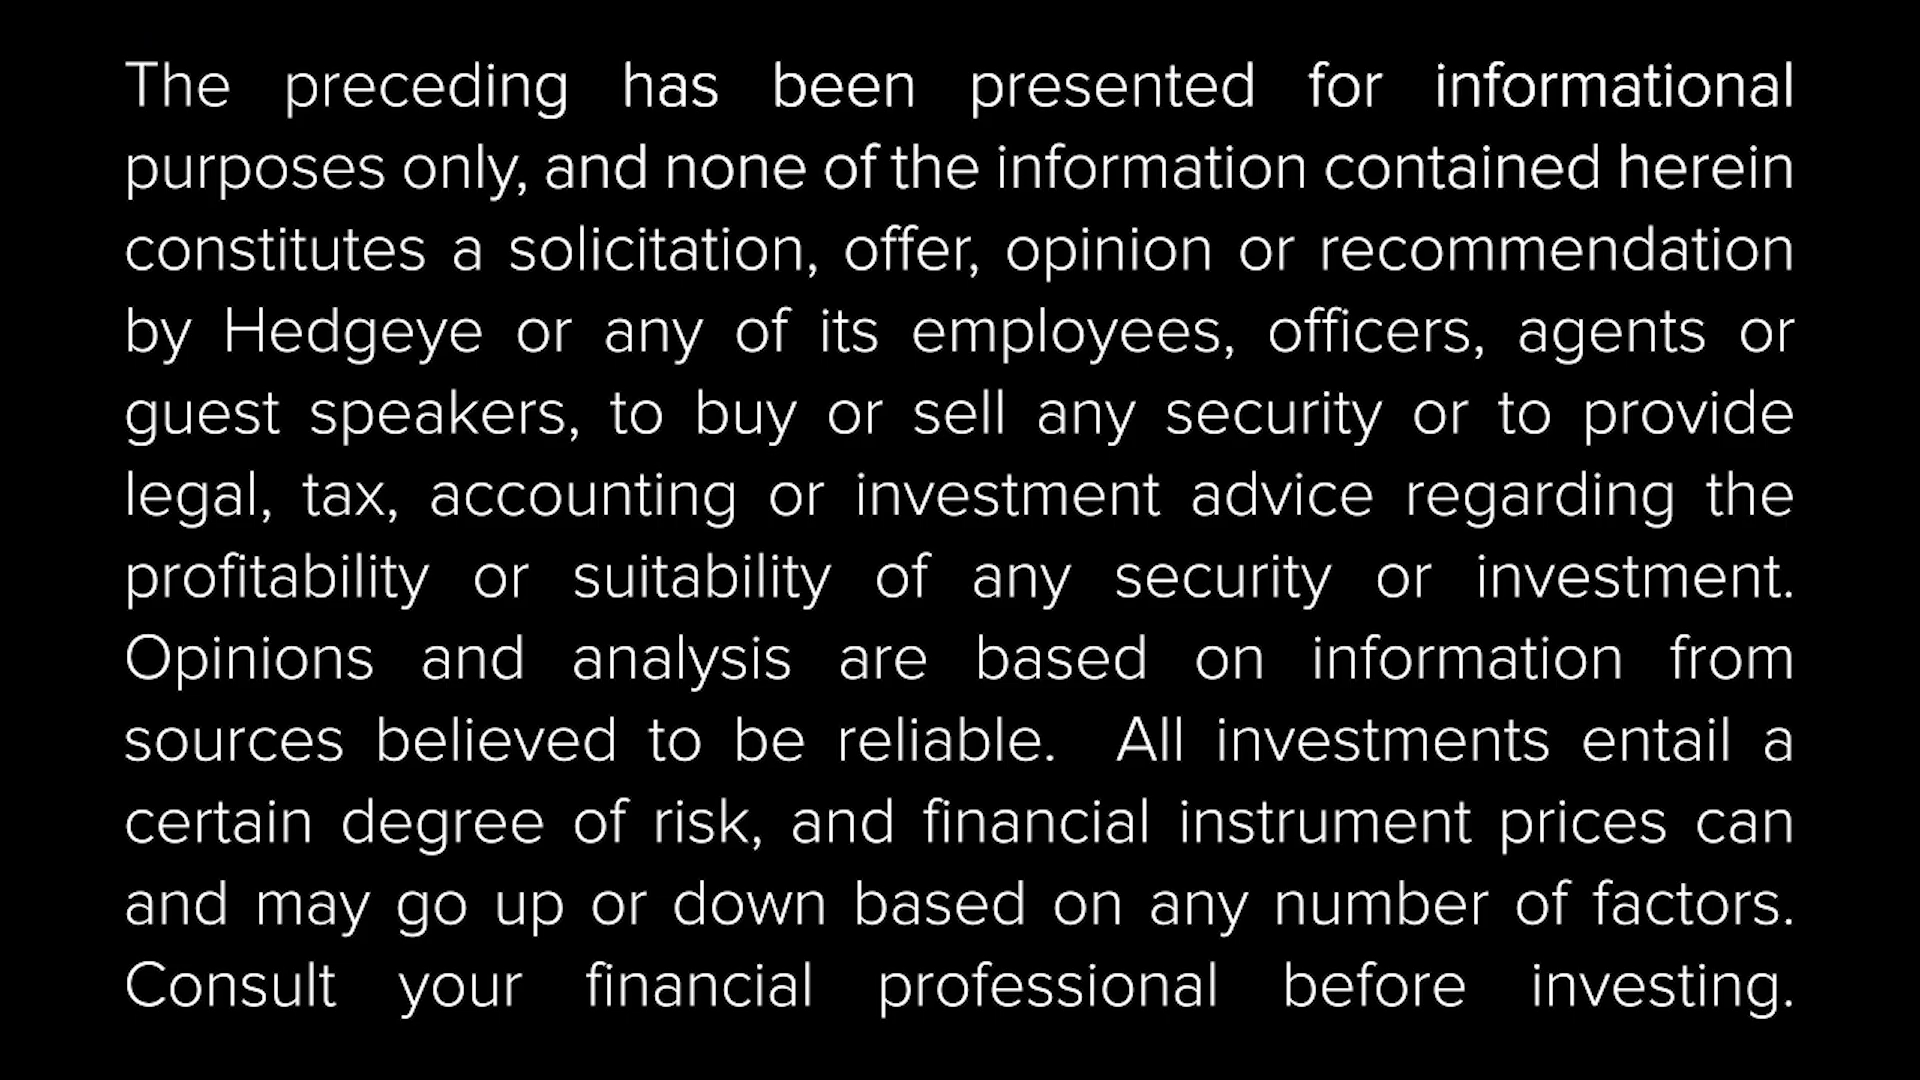 The preceding has been presented for informational
purposes only, and none of the information contained herein
constitutes a solicitation, offer, opinion or recommendation
by Hedgeye or any of its employees, officers, agents or
guest speakers, to buy or sell any security or to provide
legal, tax, accounting or investment advice regarding the
profitability or suitability of any security or investment.
Opinions and analysis are based on information from
sources believed to be reliable.  All investments entail a
certain degree of risk, and financial instrument prices can
and may go up or down based on any number of factors.
Consult your financial professional before investing.